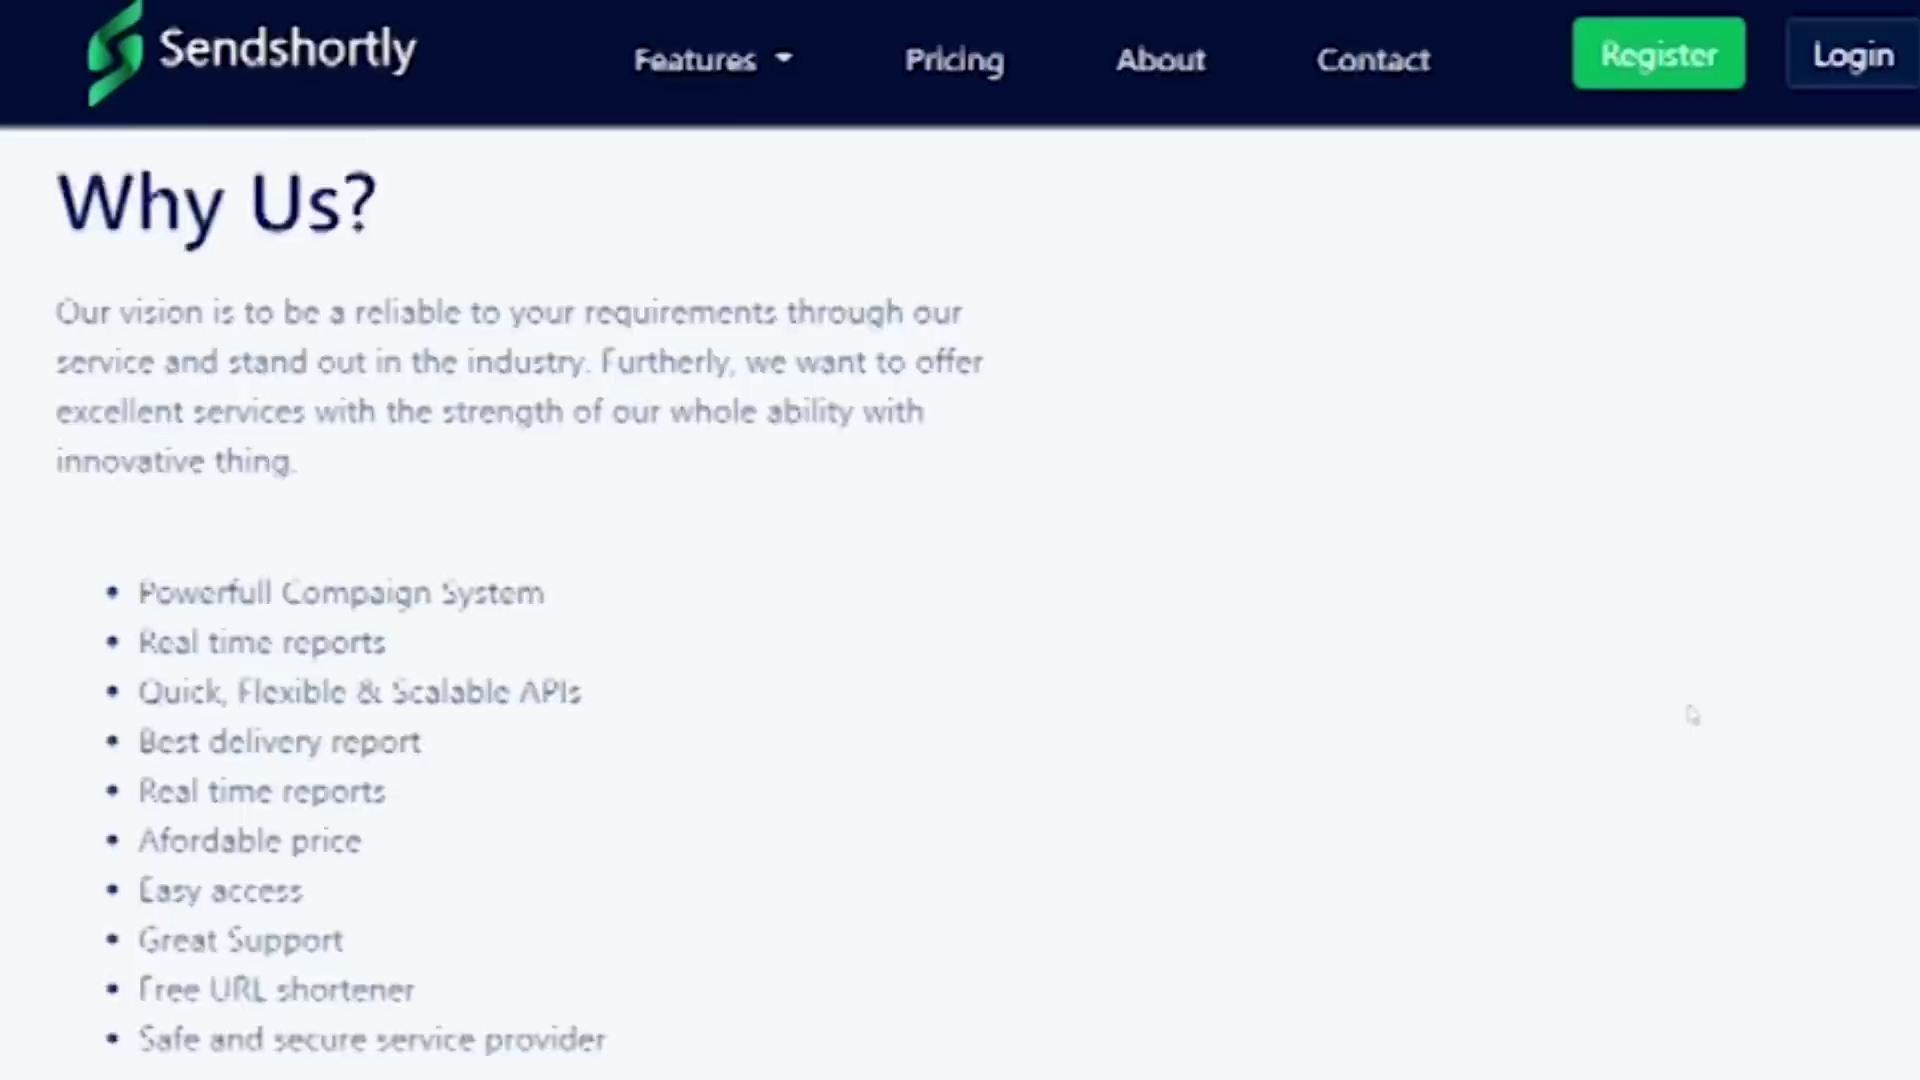 Sendshortly
Features
Pricing
About
Contact
Register
Login
Why Us?
Our vision is to be a reliable to your requirements through our
service and stand out in the industry. Furtherly, we want to offer
excellent services with the strength of our whole ability with
innovative thing.
Powerfull Compaign System
Real time reports
Quick, Flexible & Scalable APIs
Best delivery report
Real time reports
Afordable price
Easy access
Great Support
Free URL shortener
Safe and secure service provider